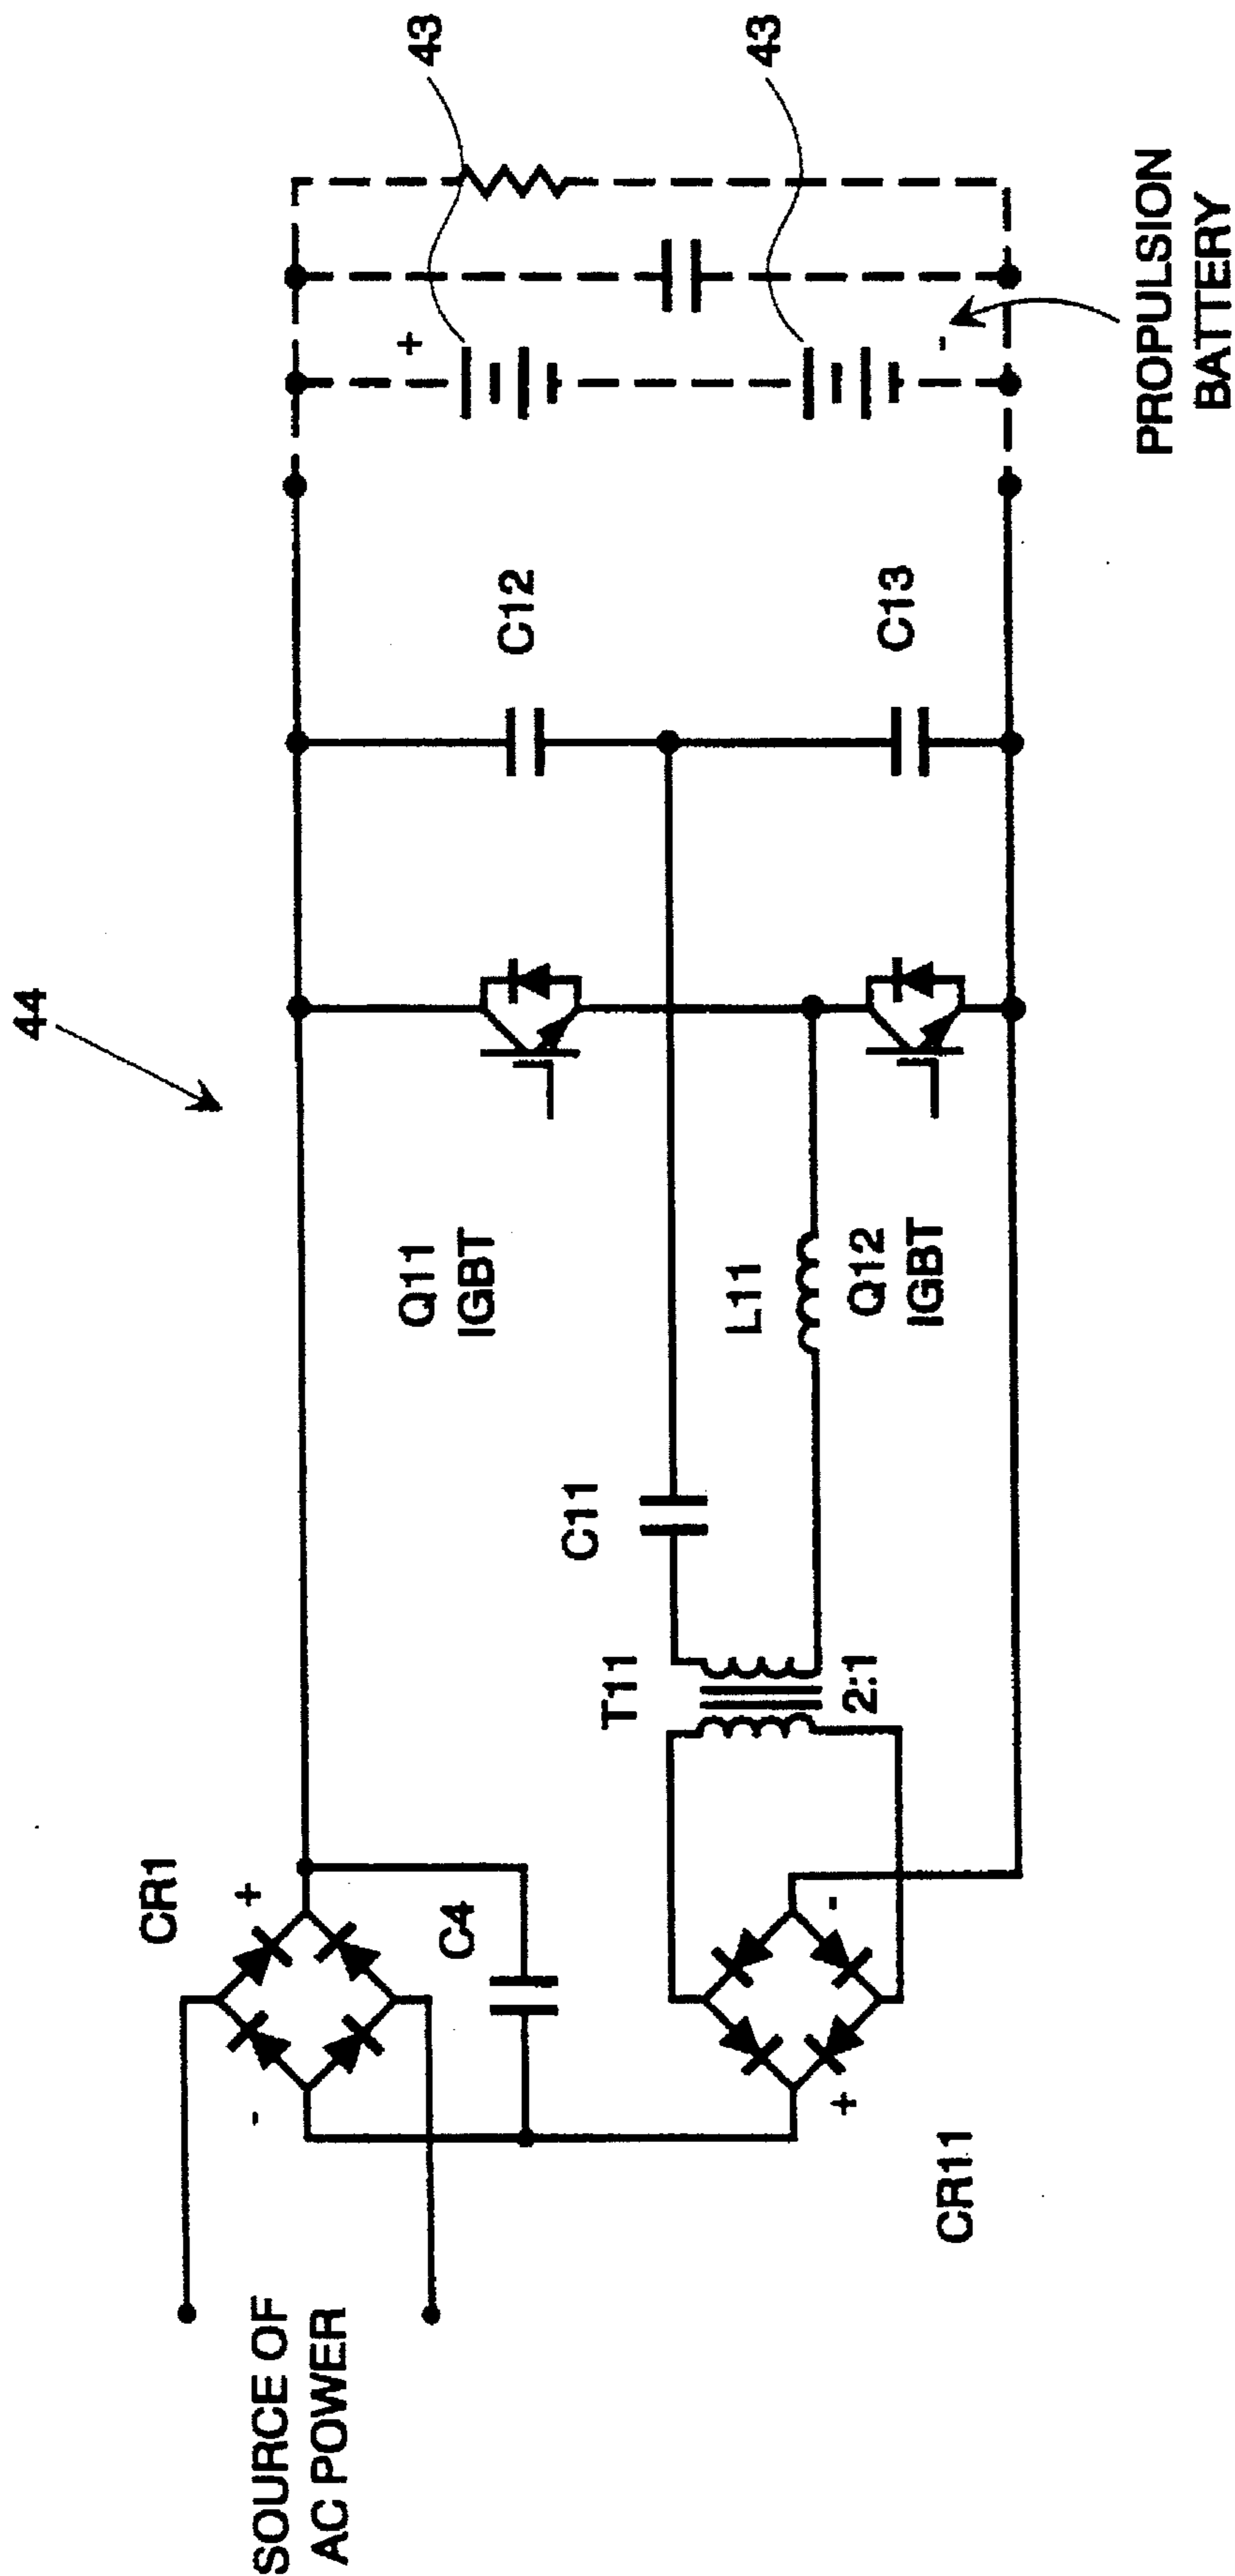 44
CR1
+
-
SOURCE OF
AC POWER
C4
Q11
IGBT
C12
43
+
T11
2:1
C11
L11
Q12
IGBT
C13
43
-
CR11
+
-
PROPULSION
BATTERY